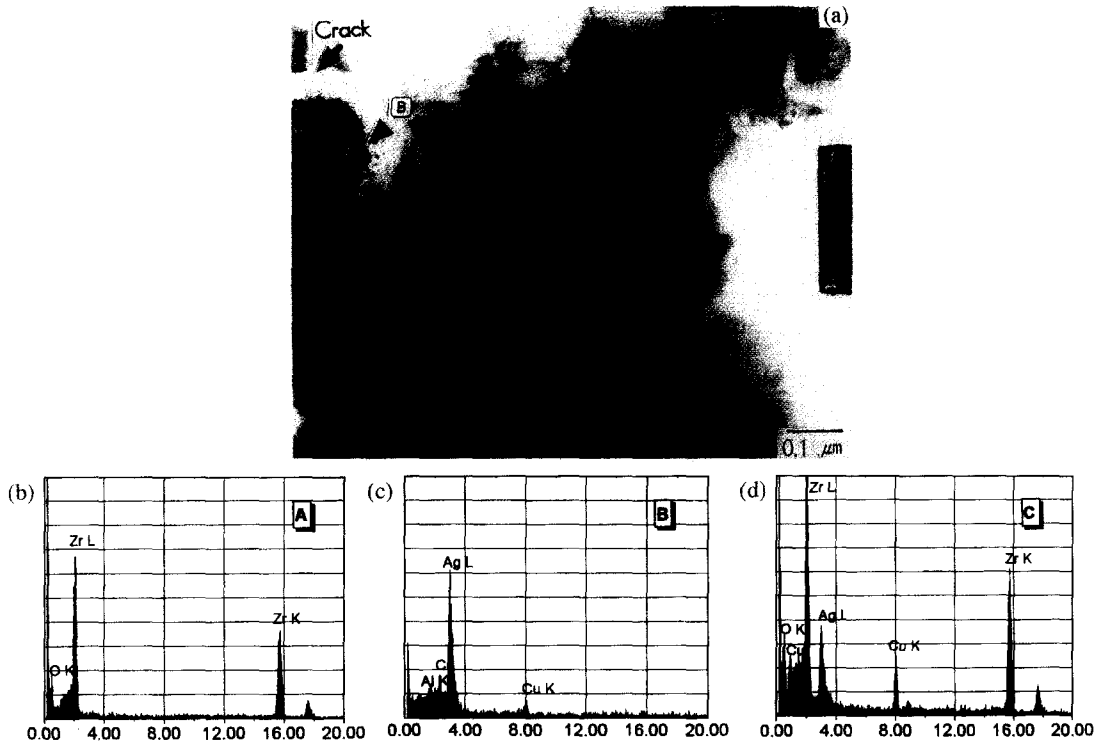 (a)
Crack
B
0.1 μm
(b)
A
Zr L
Zr K
O K
0.00 4.00 8.00 12.00 16.00 20.00
(c)
B
Ag L
C
Al K
Cu K
0.00 4.00 8.00 12.00 16.00 20.00
(d)
Zr L
C
Zr K
O K
Ag L
Cu
Cu K
0.00 4.00 8.00 12.00 16.00 20.00